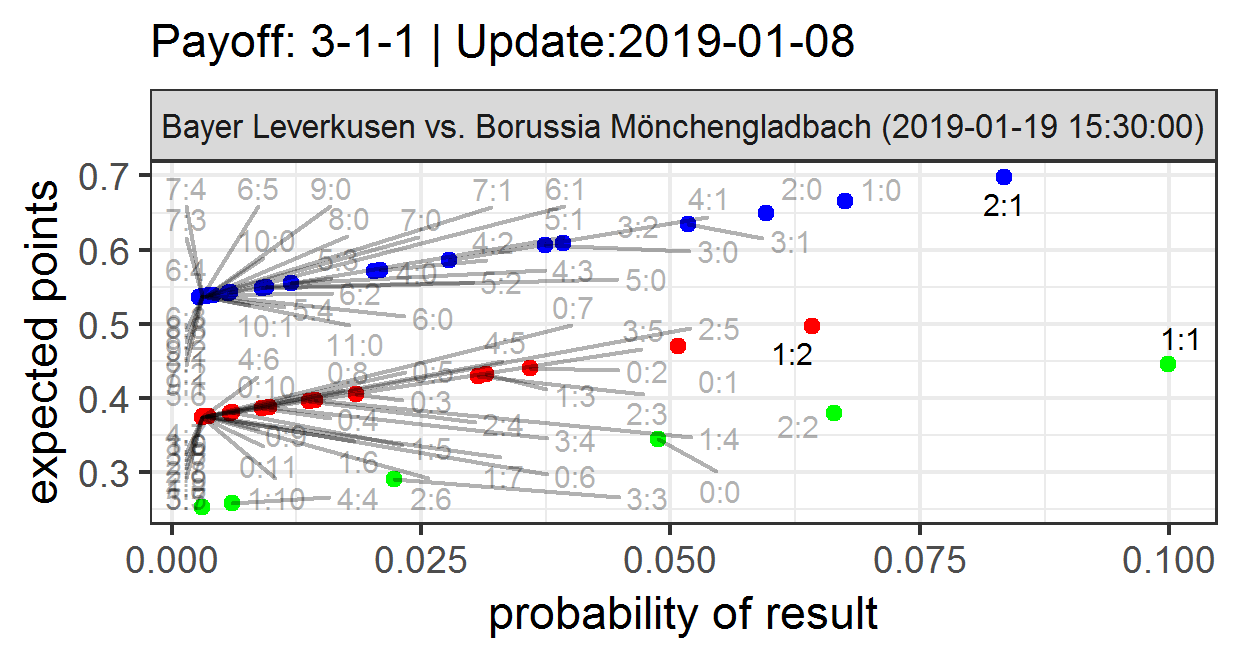 Payoff: 3-1-1 | Update:2019-01-08
Bayer Leverkusen vs. Borussia Mönchengladbach (2019-01-19 15:30:00)
expected points
0.7
0.6
0.5
0.4
0.3
7:4 6:5 9:0 7:1 6:1 2:0 1:0
4:1
2:1
7:3 8:0 7:0 5:1 3:2
10:0 4:2 3:1
3:0
6:4 5:3 4:0 4:3 5:0
5:2
6:2
5:4 6:0 0:7
10:1 3:5 2:5
11:0 4:5 1:2 1:1
4:6 0:8 0:5 0:2 0:1
0:10 0:3 1:3
0:4 2:4 2:3
0:9 3:4 1:4 2:2
1:5
0:11 1:6 1:7 0:6
1:10 4:4 2:6 3:3 0:0
0.000 0.025 0.050 0.075 0.100
probability of result